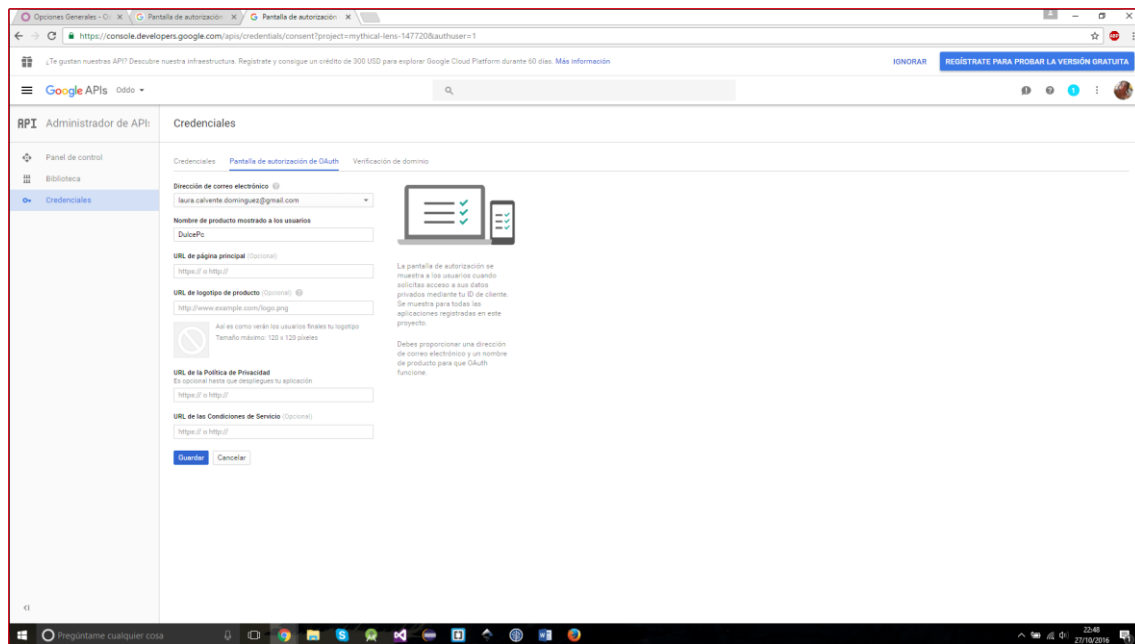 Opciones Generales - O
Pantalla de autorización
Pantalla de autorización
https://console.developers.google.com/apis/credentials/consent?project=mythical-lens-147720&authuser=1
¿Te gustan nuestras API? Descubre nuestra infraestructura. Regístrate y consigue un crédito de 300 USD para explorar Google Cloud Platform durante 60 días. Más información
IGNORAR
REGÍSTRATE PARA PROBAR LA VERSIÓN GRATUITA
Google APIs Oddo
1
API Administrador de APIs
Credenciales
Panel de control
Biblioteca
Credenciales
Credenciales Pantalla de autorización de OAuth Verificación de dominio
Dirección de correo electrónico
laura.calvente.dominguez@gmail.com
Nombre de producto mostrado a los usuarios
DulcePc
URL de página principal (Opcional)
https:// o http://
URL de logotipo de producto (Opcional)
http://www.example.com/logo.png
Así es como verán los usuarios finales tu logotipo
Tamaño máximo: 120 x 120 píxeles
URL de la Política de Privacidad
Es opcional hasta que despliegues tu aplicación
https:// o http://
URL de las Condiciones de Servicio (Opcional)
https:// o http://
Guardar Cancelar
La pantalla de autorización se
muestra a los usuarios cuando
solicitas acceso a sus datos
privados mediante tu ID de cliente.
Se muestra para todas las
aplicaciones registradas en este
proyecto.
Debes proporcionar una dirección
de correo electrónico y un nombre
de producto para que OAuth
funcione.
Pregúntame cualquier cosa
22:48
27/10/2016